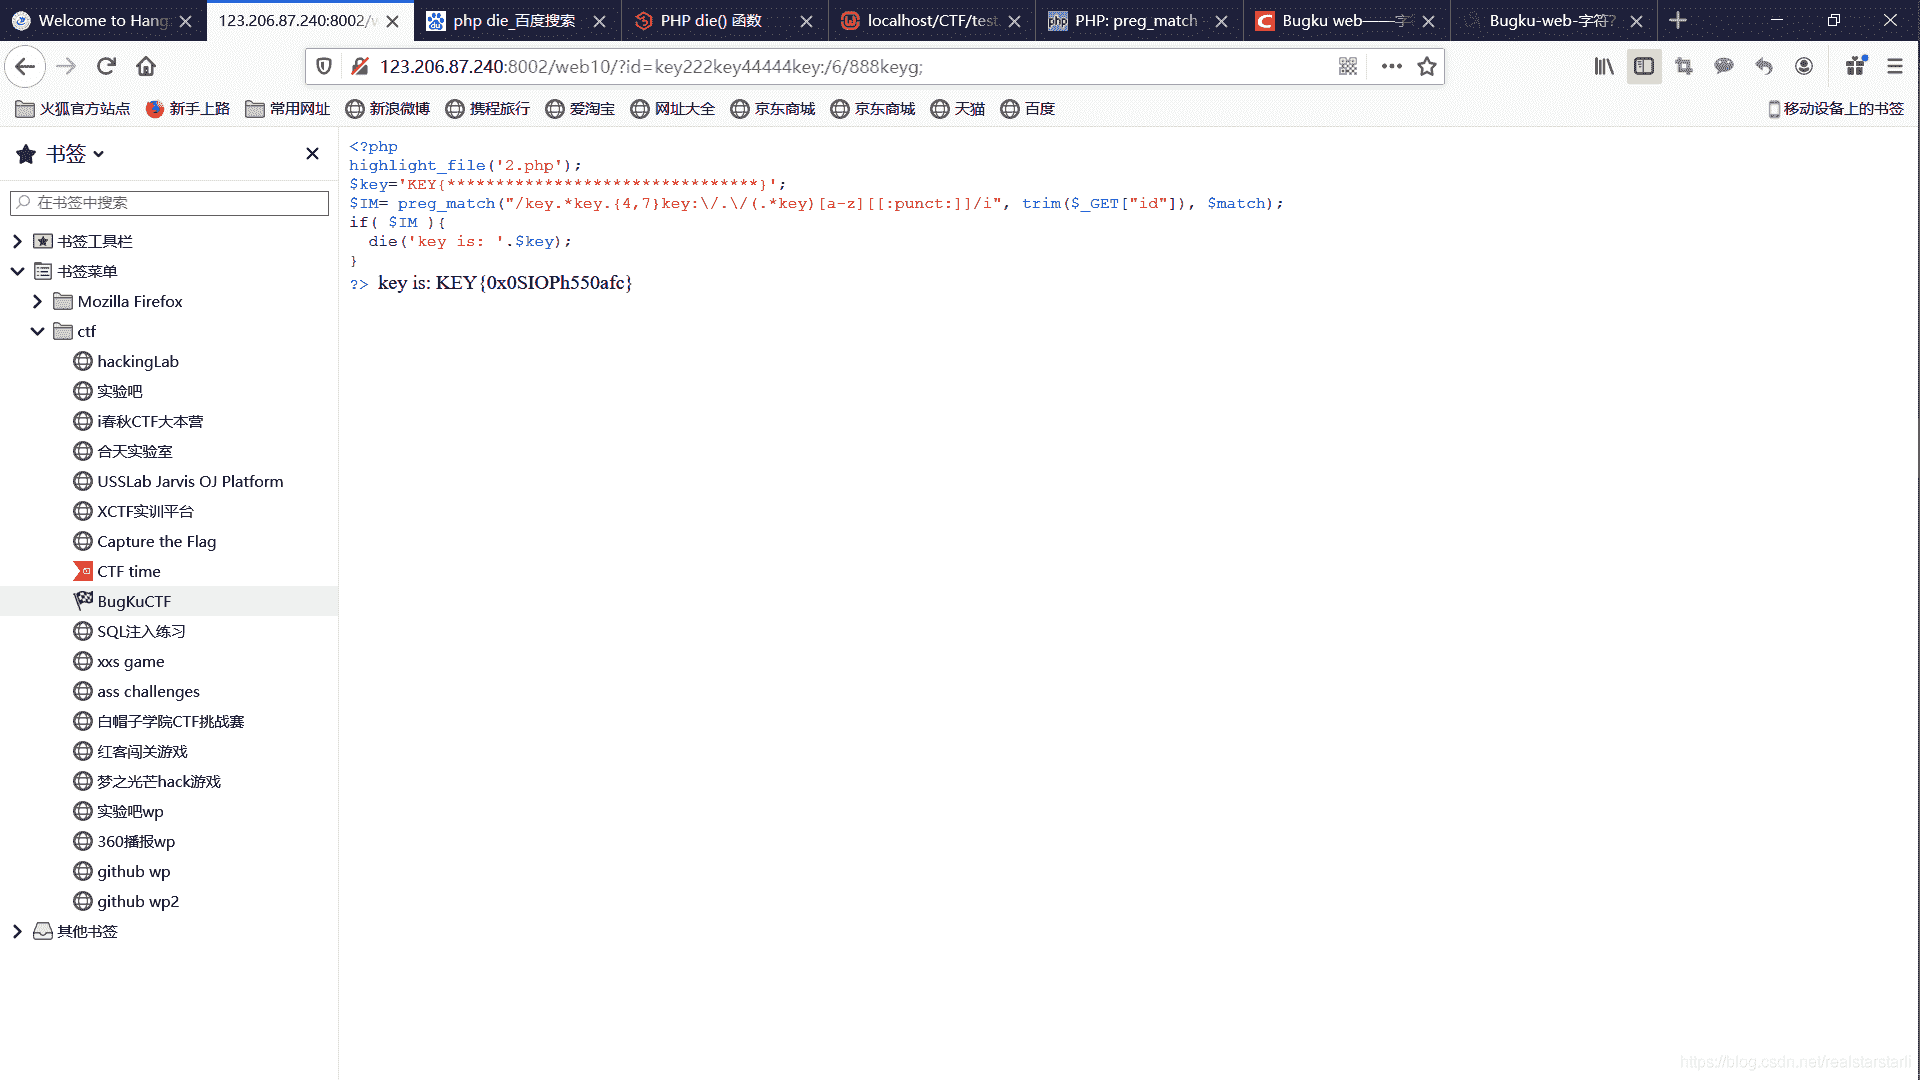 Welcome to Hang
123.206.87.240:8002/w
php die_百度搜索
PHP die() 函数
localhost/CTF/test.
PHP: preg_match
Bugku web——字
Bugku-web-字符?
123.206.87.240:8002/web10/?id=key222key44444key:/6/888keyg;
火狐官方站点
新手上路
常用网址
新浪微博
携程旅行
爱淘宝
网址大全
京东商城
京东商城
天猫
百度
移动设备上的书签
书签
在书签中搜索
书签工具栏
书签菜单
Mozilla Firefox
ctf
hackingLab
实验吧
i春秋CTF大本营
合天实验室
USSLab Jarvis OJ Platform
XCTF实训平台
Capture the Flag
CTF time
BugKuCTF
SQL注入练习
xxs game
ass challenges
白帽子学院CTF挑战赛
红客闯关游戏
梦之光芒hack游戏
实验吧wp
360播报wp
github wp
github wp2
其他书签
<?php
highlight_file('2.php');
$key='KEY{********************************}';
$IM= preg_match("/key.*key.{4,7}key:\/.\/(.*key)[a-z][[:punct:]]/i", trim($_GET["id"]), $match);
if( $IM ){
  die('key is: '.$key);
}
?> key is: KEY{0x0SIOPh550afc}
https://blog.csdn.net/realstarstarli